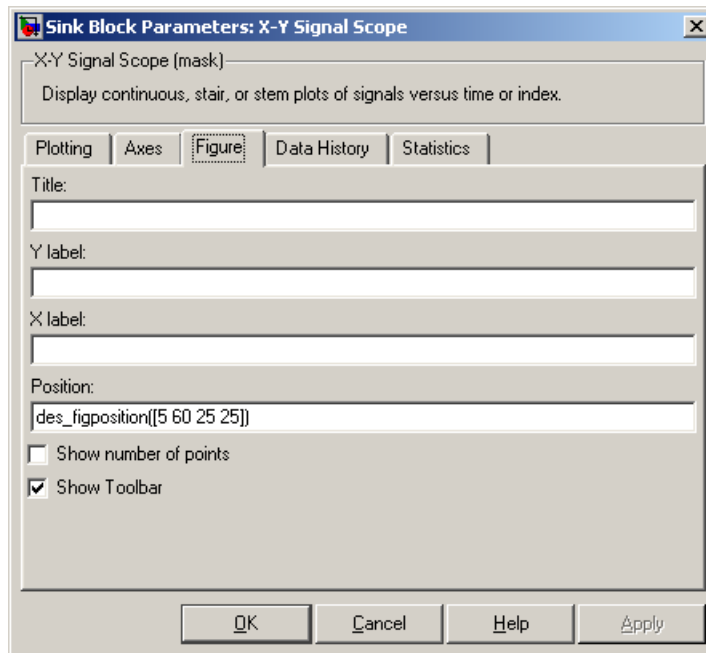 Sink Block Parameters: X-Y Signal Scope
X-Y Signal Scope (mask)
Display continuous, stair, or stem plots of signals versus time or index.
Plotting Axes Figure Data History Statistics
Title:
Y label:
X label:
Position:
des_figposition([5 60 25 25])
Show number of points
Show Toolbar
OK Cancel Help Apply